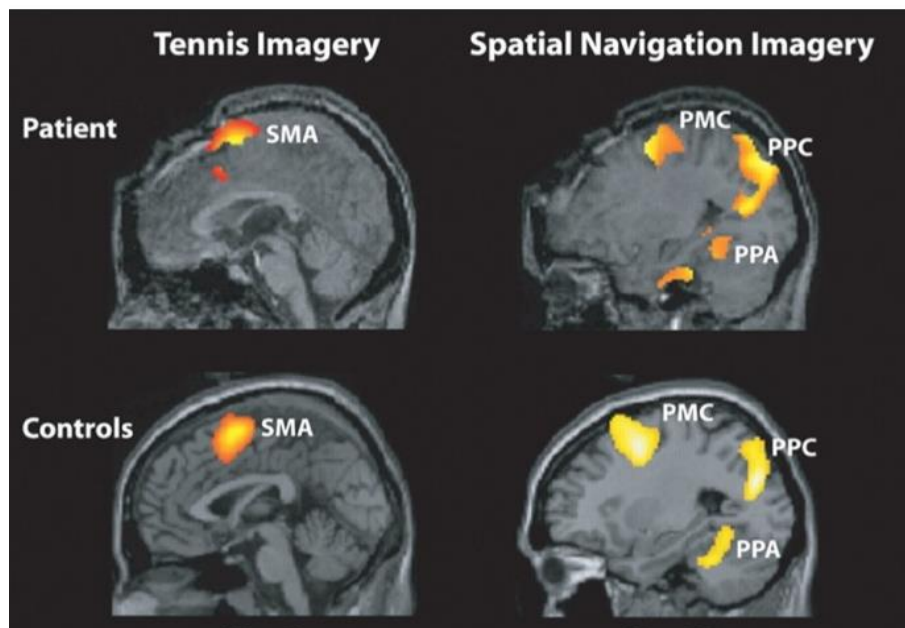 Tennis Imagery
Spatial Navigation Imagery
Patient
SMA
PMC
PPC
PPA
Controls
SMA
PMC
PPC
PPA